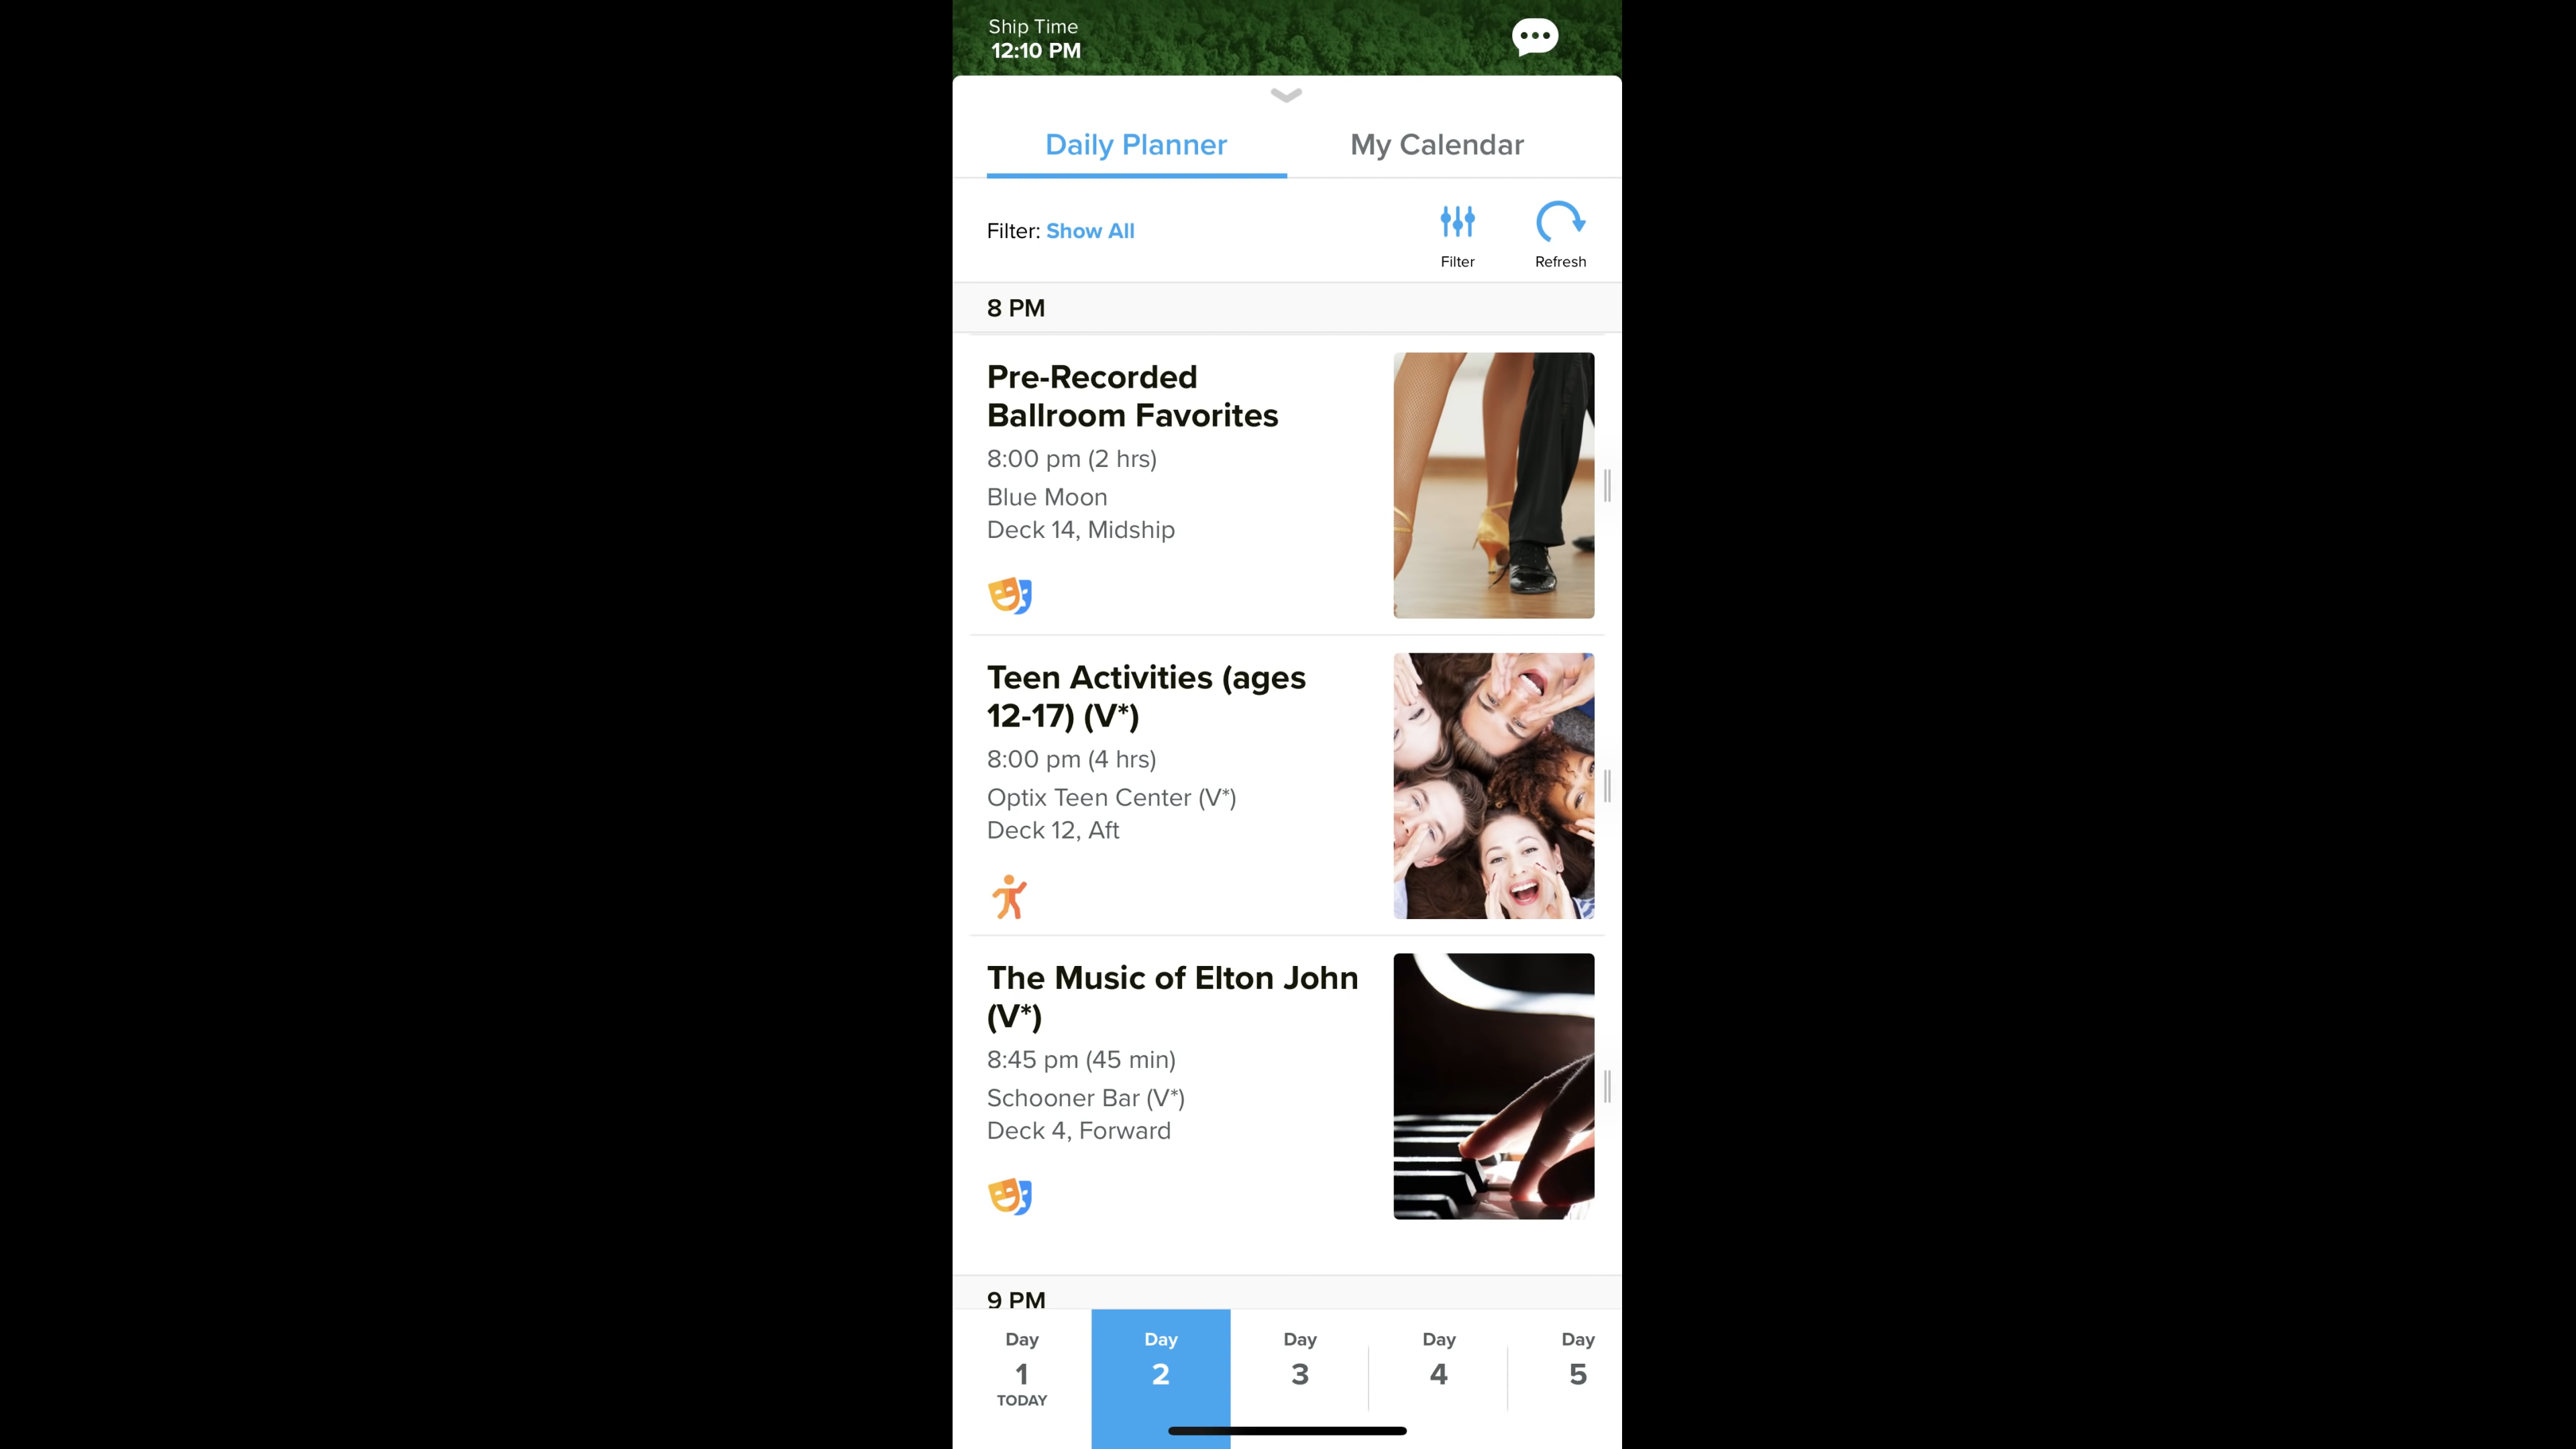 Ship Time
12:10 PM
Daily Planner
My Calendar
Filter: Show All
Filter
Refresh
8 PM
Pre-Recorded
Ballroom Favorites
8:00 pm (2 hrs)
Blue Moon
Deck 14, Midship
Teen Activities (ages
12-17) (V*)
8:00 pm (4 hrs)
Optix Teen Center (V*)
Deck 12, Aft
The Music of Elton John
(V*)
8:45 pm (45 min)
Schooner Bar (V*)
Deck 4, Forward
9 PM
Day
1
TODAY
Day
2
Day
3
Day
4
Day
5